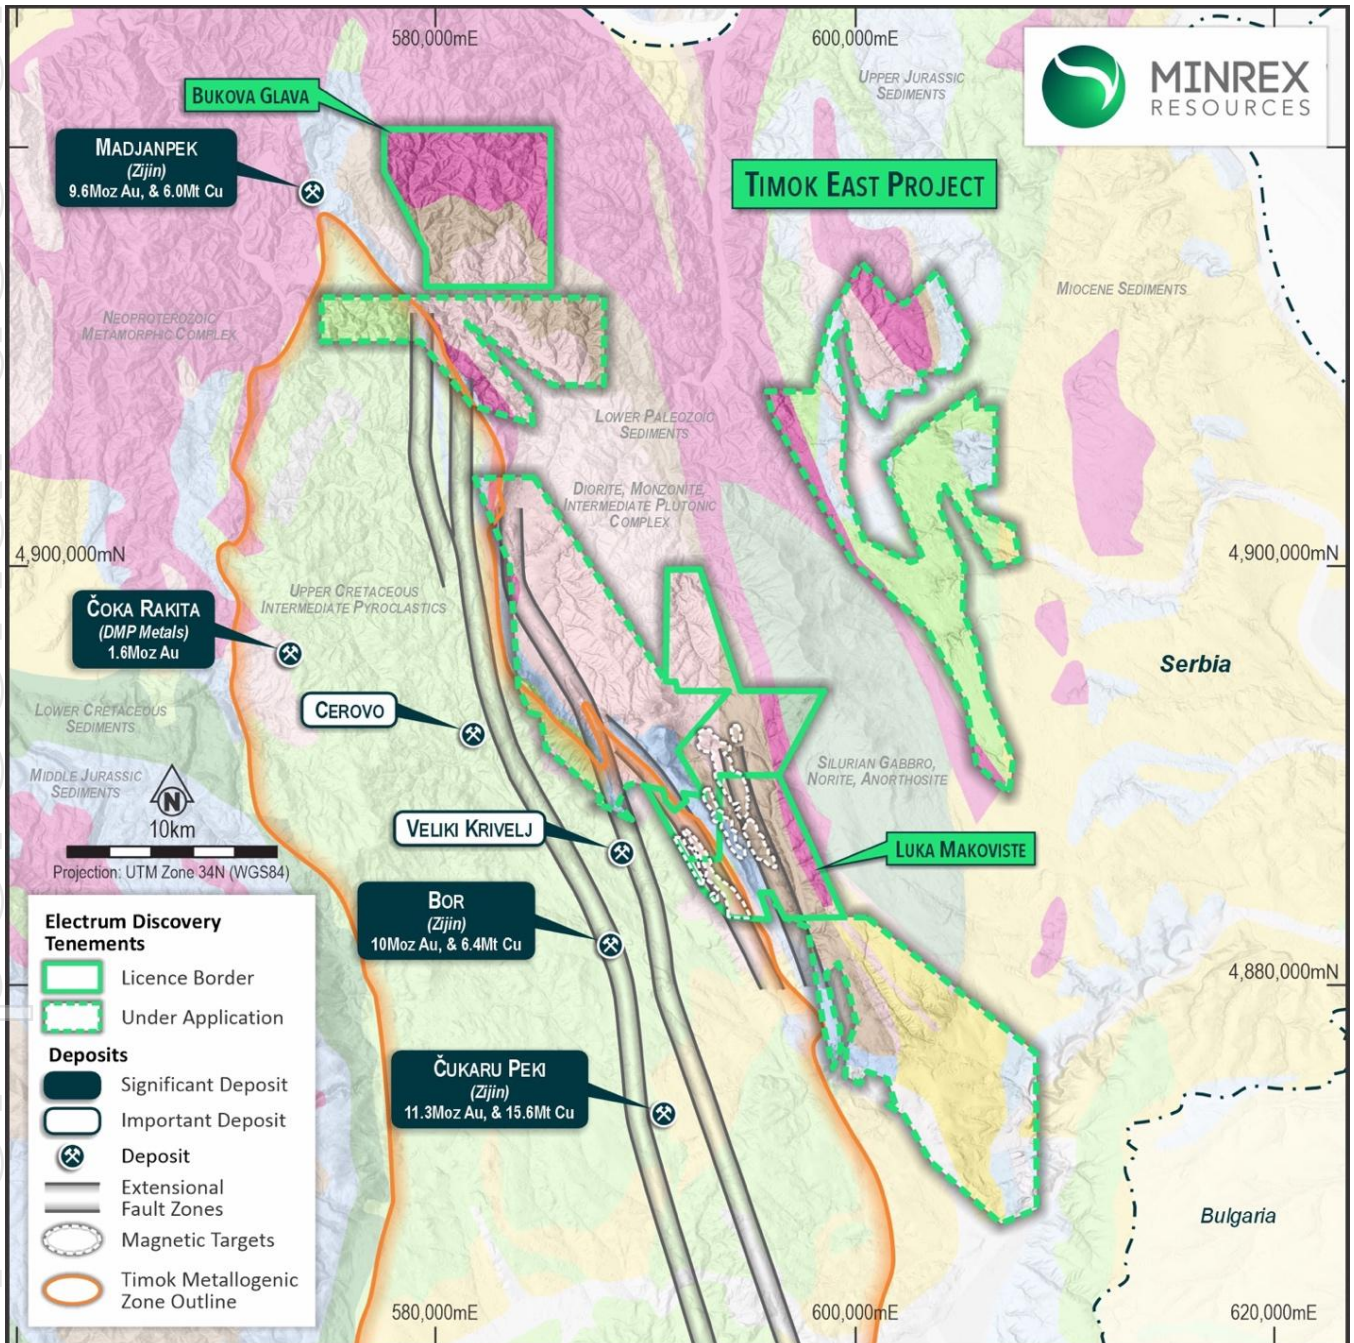 580,000mE
600,000mE
MINREX
RESOURCES
UPPER JURASSIC
SEDIMENTS
BUKOVA GLAVA
MADJANPEK
(Zijin)
9.6Moz Au, & 6.0Mt Cu
TIMOK EAST PROJECT
MIOCENE SEDIMENTS
NEOPROTEROZOIC
METAMORPHIC COMPLEX
LOWER PALEOZOIC
SEDIMENTS
DIORITE, MONZONITE,
INTERMEDIATE PLUTONIC
COMPLEX
4,900,000mN
4,900,000mN
UPPER CRETACEOUS
INTERMEDIATE PYROCLASTICS
ČOKA RAKITA
(DMP Metals)
1.6Moz Au
Serbia
CEROVO
LOWER CRETACEOUS
SEDIMENTS
MIDDLE JURASSIC
SEDIMENTS
SILURIAN GABBRO,
NORITE, ANORTHOSITE
N
10km
Projection: UTM Zone 34N (WGS84)
VELIKI KRIVELJ
LUKA MAKOVISTE
BOR
(Zijin)
10Moz Au, & 6.4Mt Cu
4,880,000mN
ČUKARU PEKI
(Zijin)
11.3Moz Au, & 15.6Mt Cu
Electrum Discovery
Tenements
Licence Border
Under Application
Deposits
Significant Deposit
Important Deposit
Deposit
Extensional
Fault Zones
Magnetic Targets
Timok Metallogenic
Zone Outline
Bulgaria
580,000mE
600,000mE
620,000mE